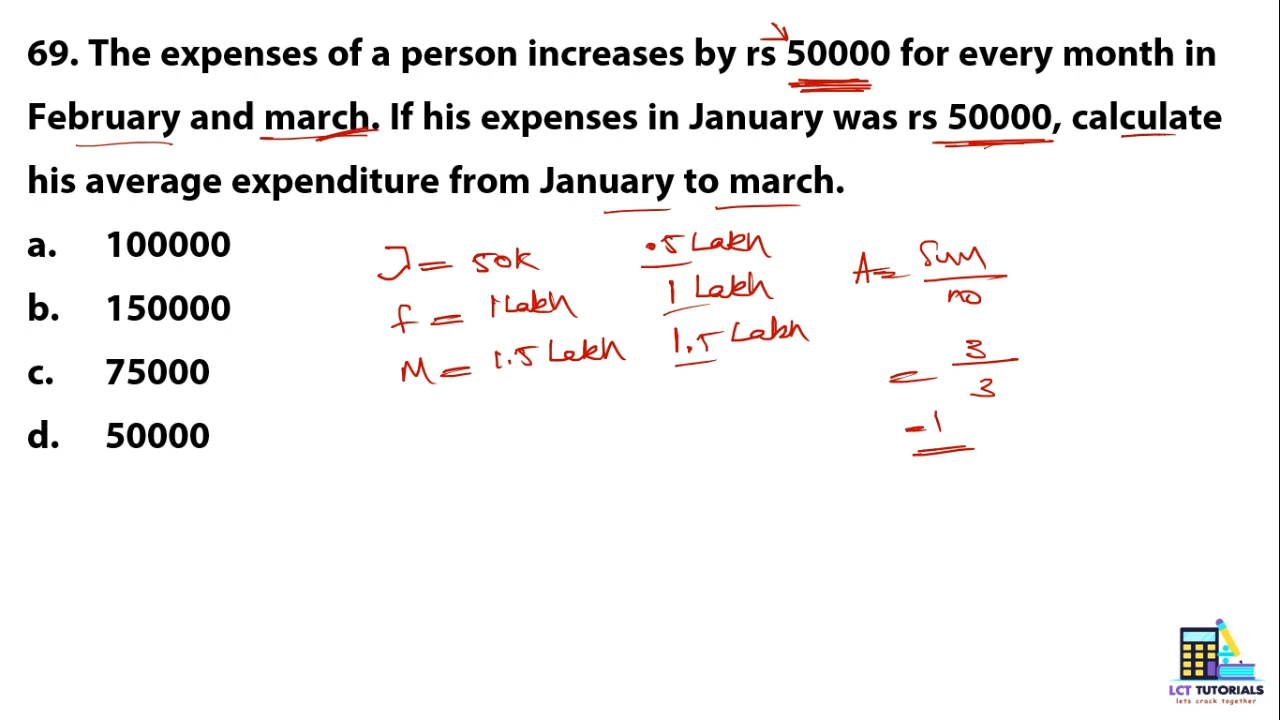 69. The expenses of a person increases by rs 50000 for every month in
February and march. If his expenses in January was rs 50000, calculate
his average expenditure from January to march.
a. 100000
b. 150000
c. 75000
d. 50000
J = 50k
f = 1 Lakh
M = 1.5 Lakh
.5 Lakh
1 Lakh
1.5 Lakh
A = Sum
no
= 3
3
= 1
LCT TUTORIALS
lets crack together